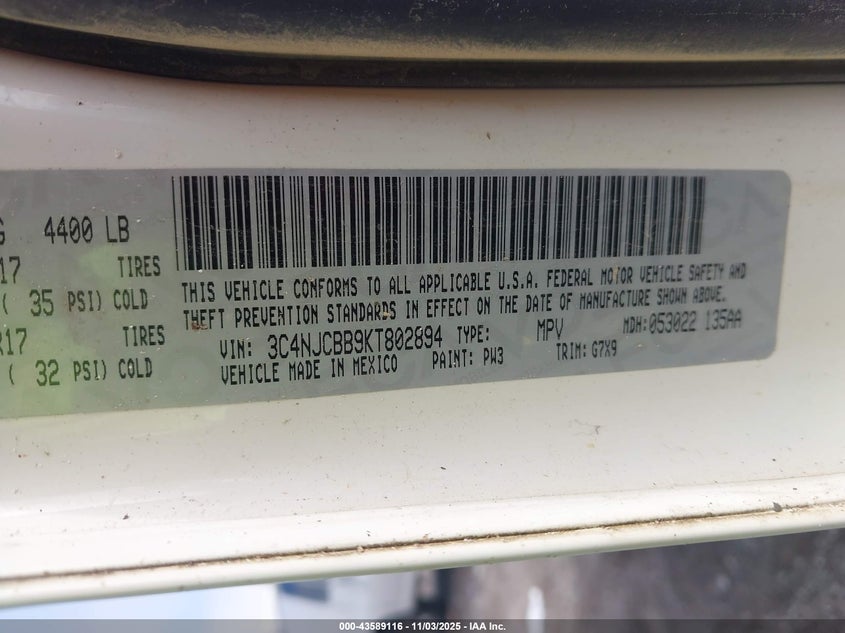 G 4400 LB
17 TIRES
( 35 PSI) COLD
R17 TIRES
( 32 PSI) COLD
THIS VEHICLE CONFORMS TO ALL APPLICABLE U.S.A. FEDERAL MOTOR VEHICLE SAFETY AND
THEFT PREVENTION STANDARDS IN EFFECT ON THE DATE OF MANUFACTURE SHOWN ABOVE.
VIN: 3C4NJCBB9KT802894 TYPE: MPV MDH:053022 135AA
VEHICLE MADE IN MEXICO PAINT: PW3 TRIM: G7X9
000-43589116 - 11/03/2025 - IAA Inc.